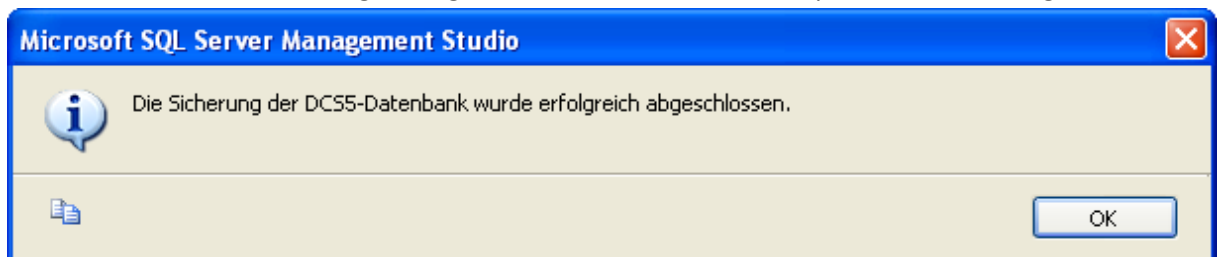 Microsoft SQL Server Management Studio
Die Sicherung der DCS5-Datenbank wurde erfolgreich abgeschlossen.
OK